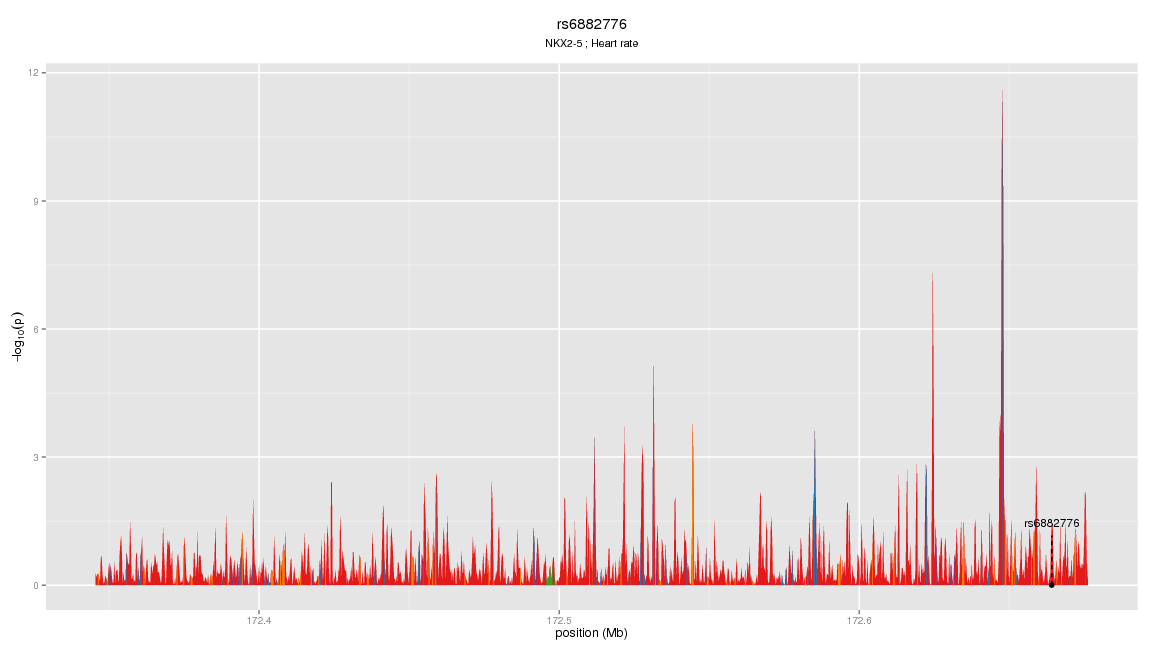 rs6882776
NKX2-5 ; Heart rate
12
9
6
3
0
−log10(p)
rs6882776
172.4 172.5 172.6
position (Mb)